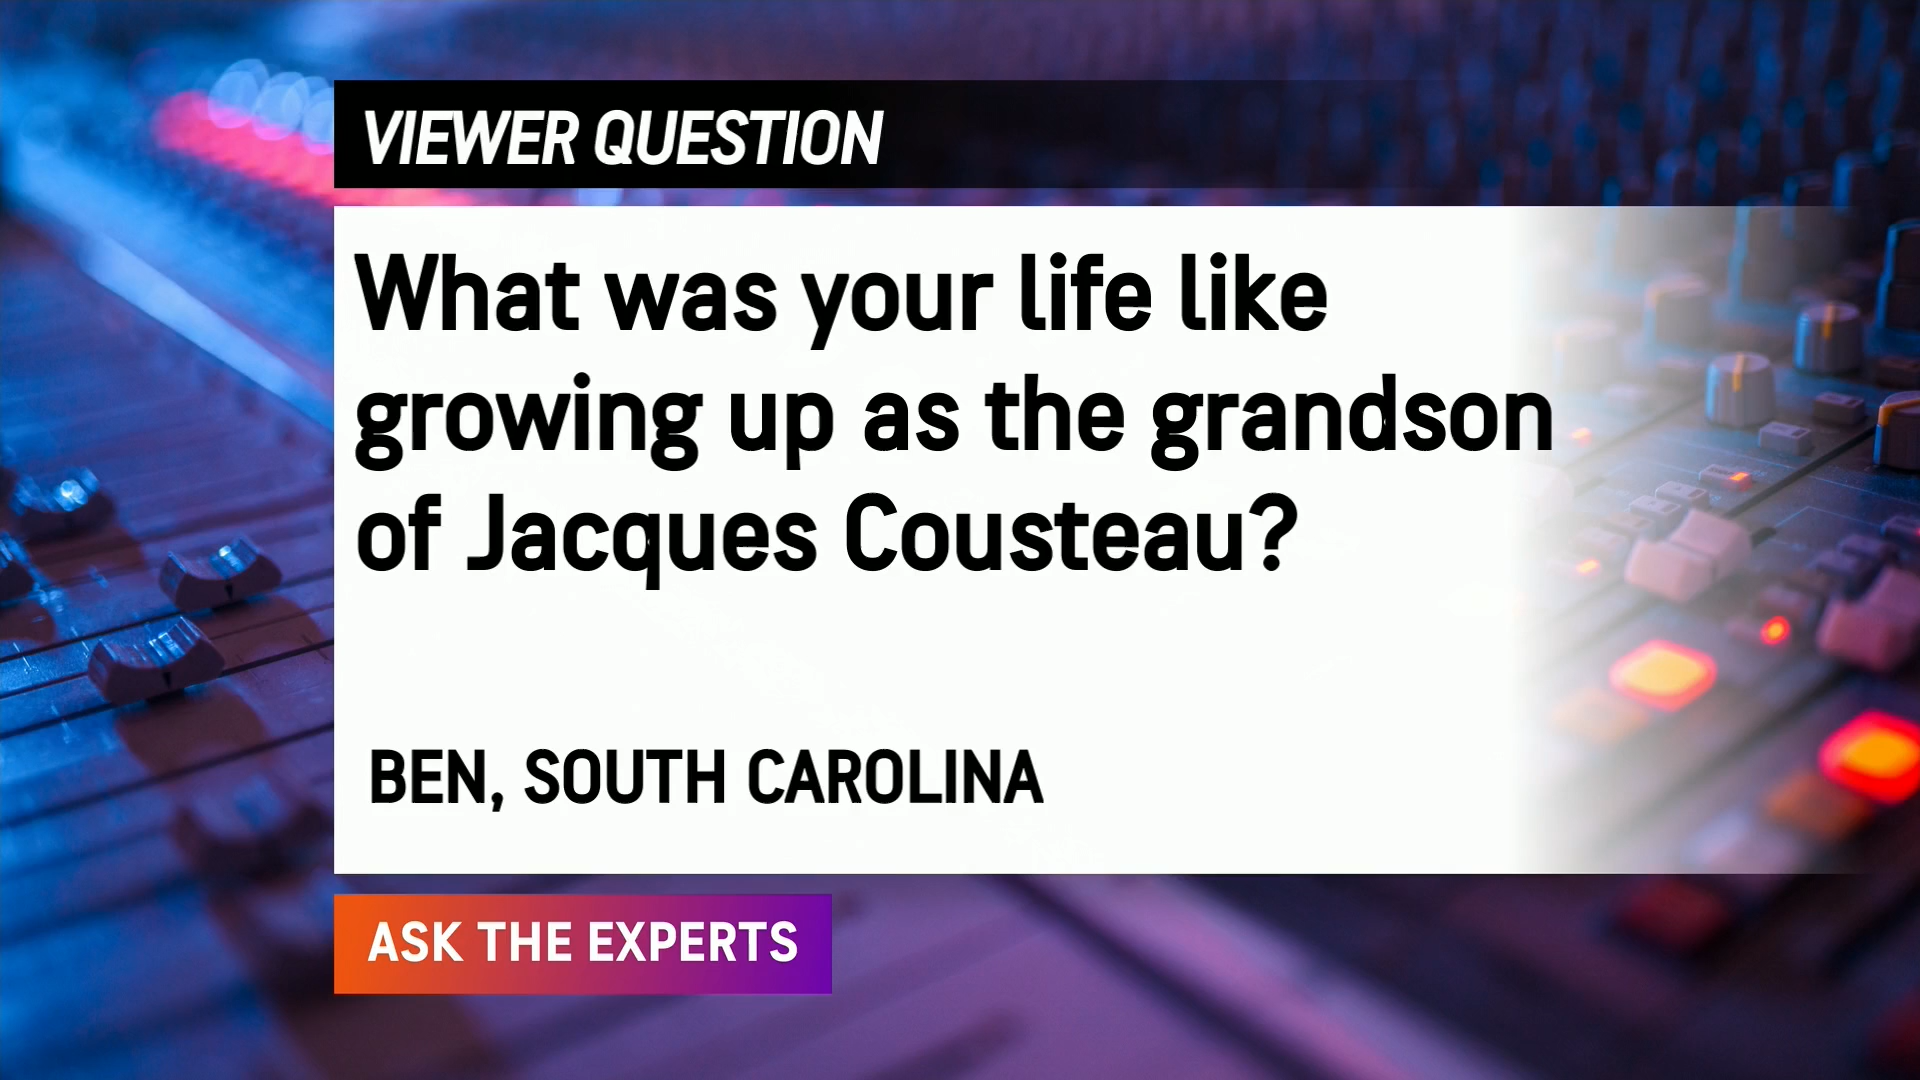 VIEWER QUESTION
What was your life like
growing up as the grandson
of Jacques Cousteau?
BEN, SOUTH CAROLINA
ASK THE EXPERTS